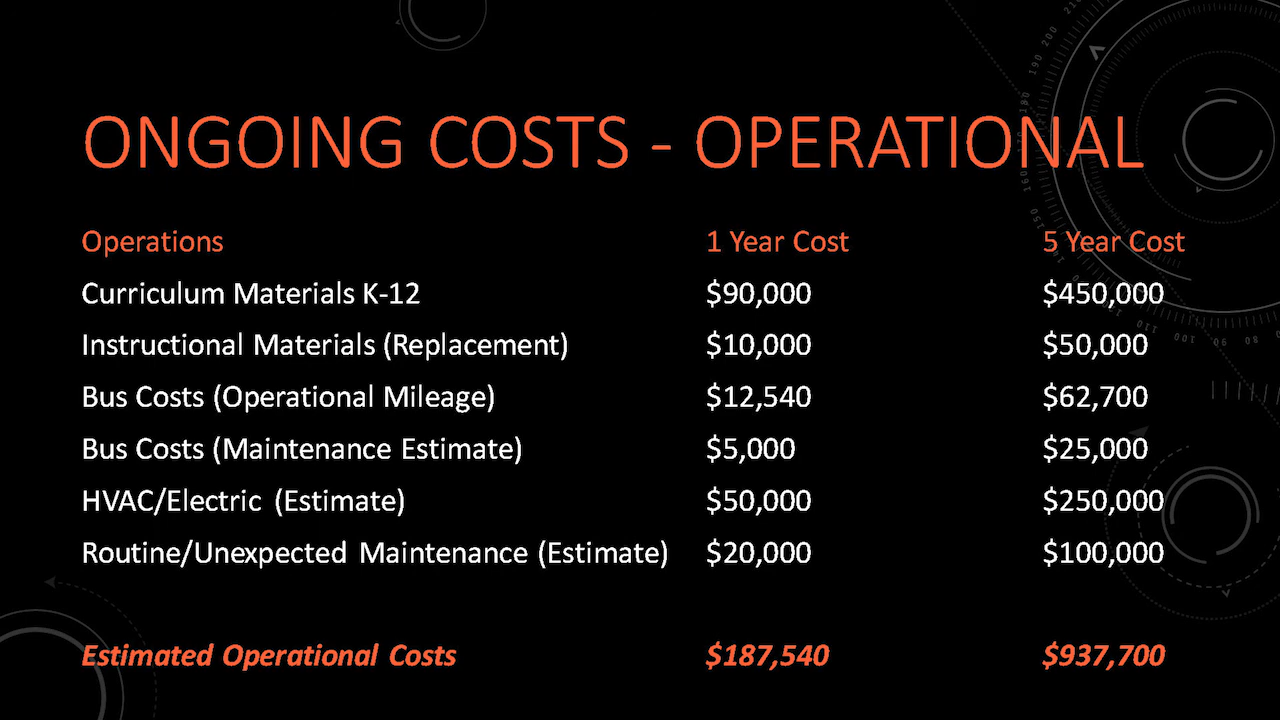 ONGOING COSTS - OPERATIONAL
Operations 1 Year Cost 5 Year Cost
Curriculum Materials K-12 $90,000 $450,000
Instructional Materials (Replacement) $10,000 $50,000
Bus Costs (Operational Mileage) $12,540 $62,700
Bus Costs (Maintenance Estimate) $5,000 $25,000
HVAC/Electric (Estimate) $50,000 $250,000
Routine/Unexpected Maintenance (Estimate) $20,000 $100,000
Estimated Operational Costs $187,540 $937,700